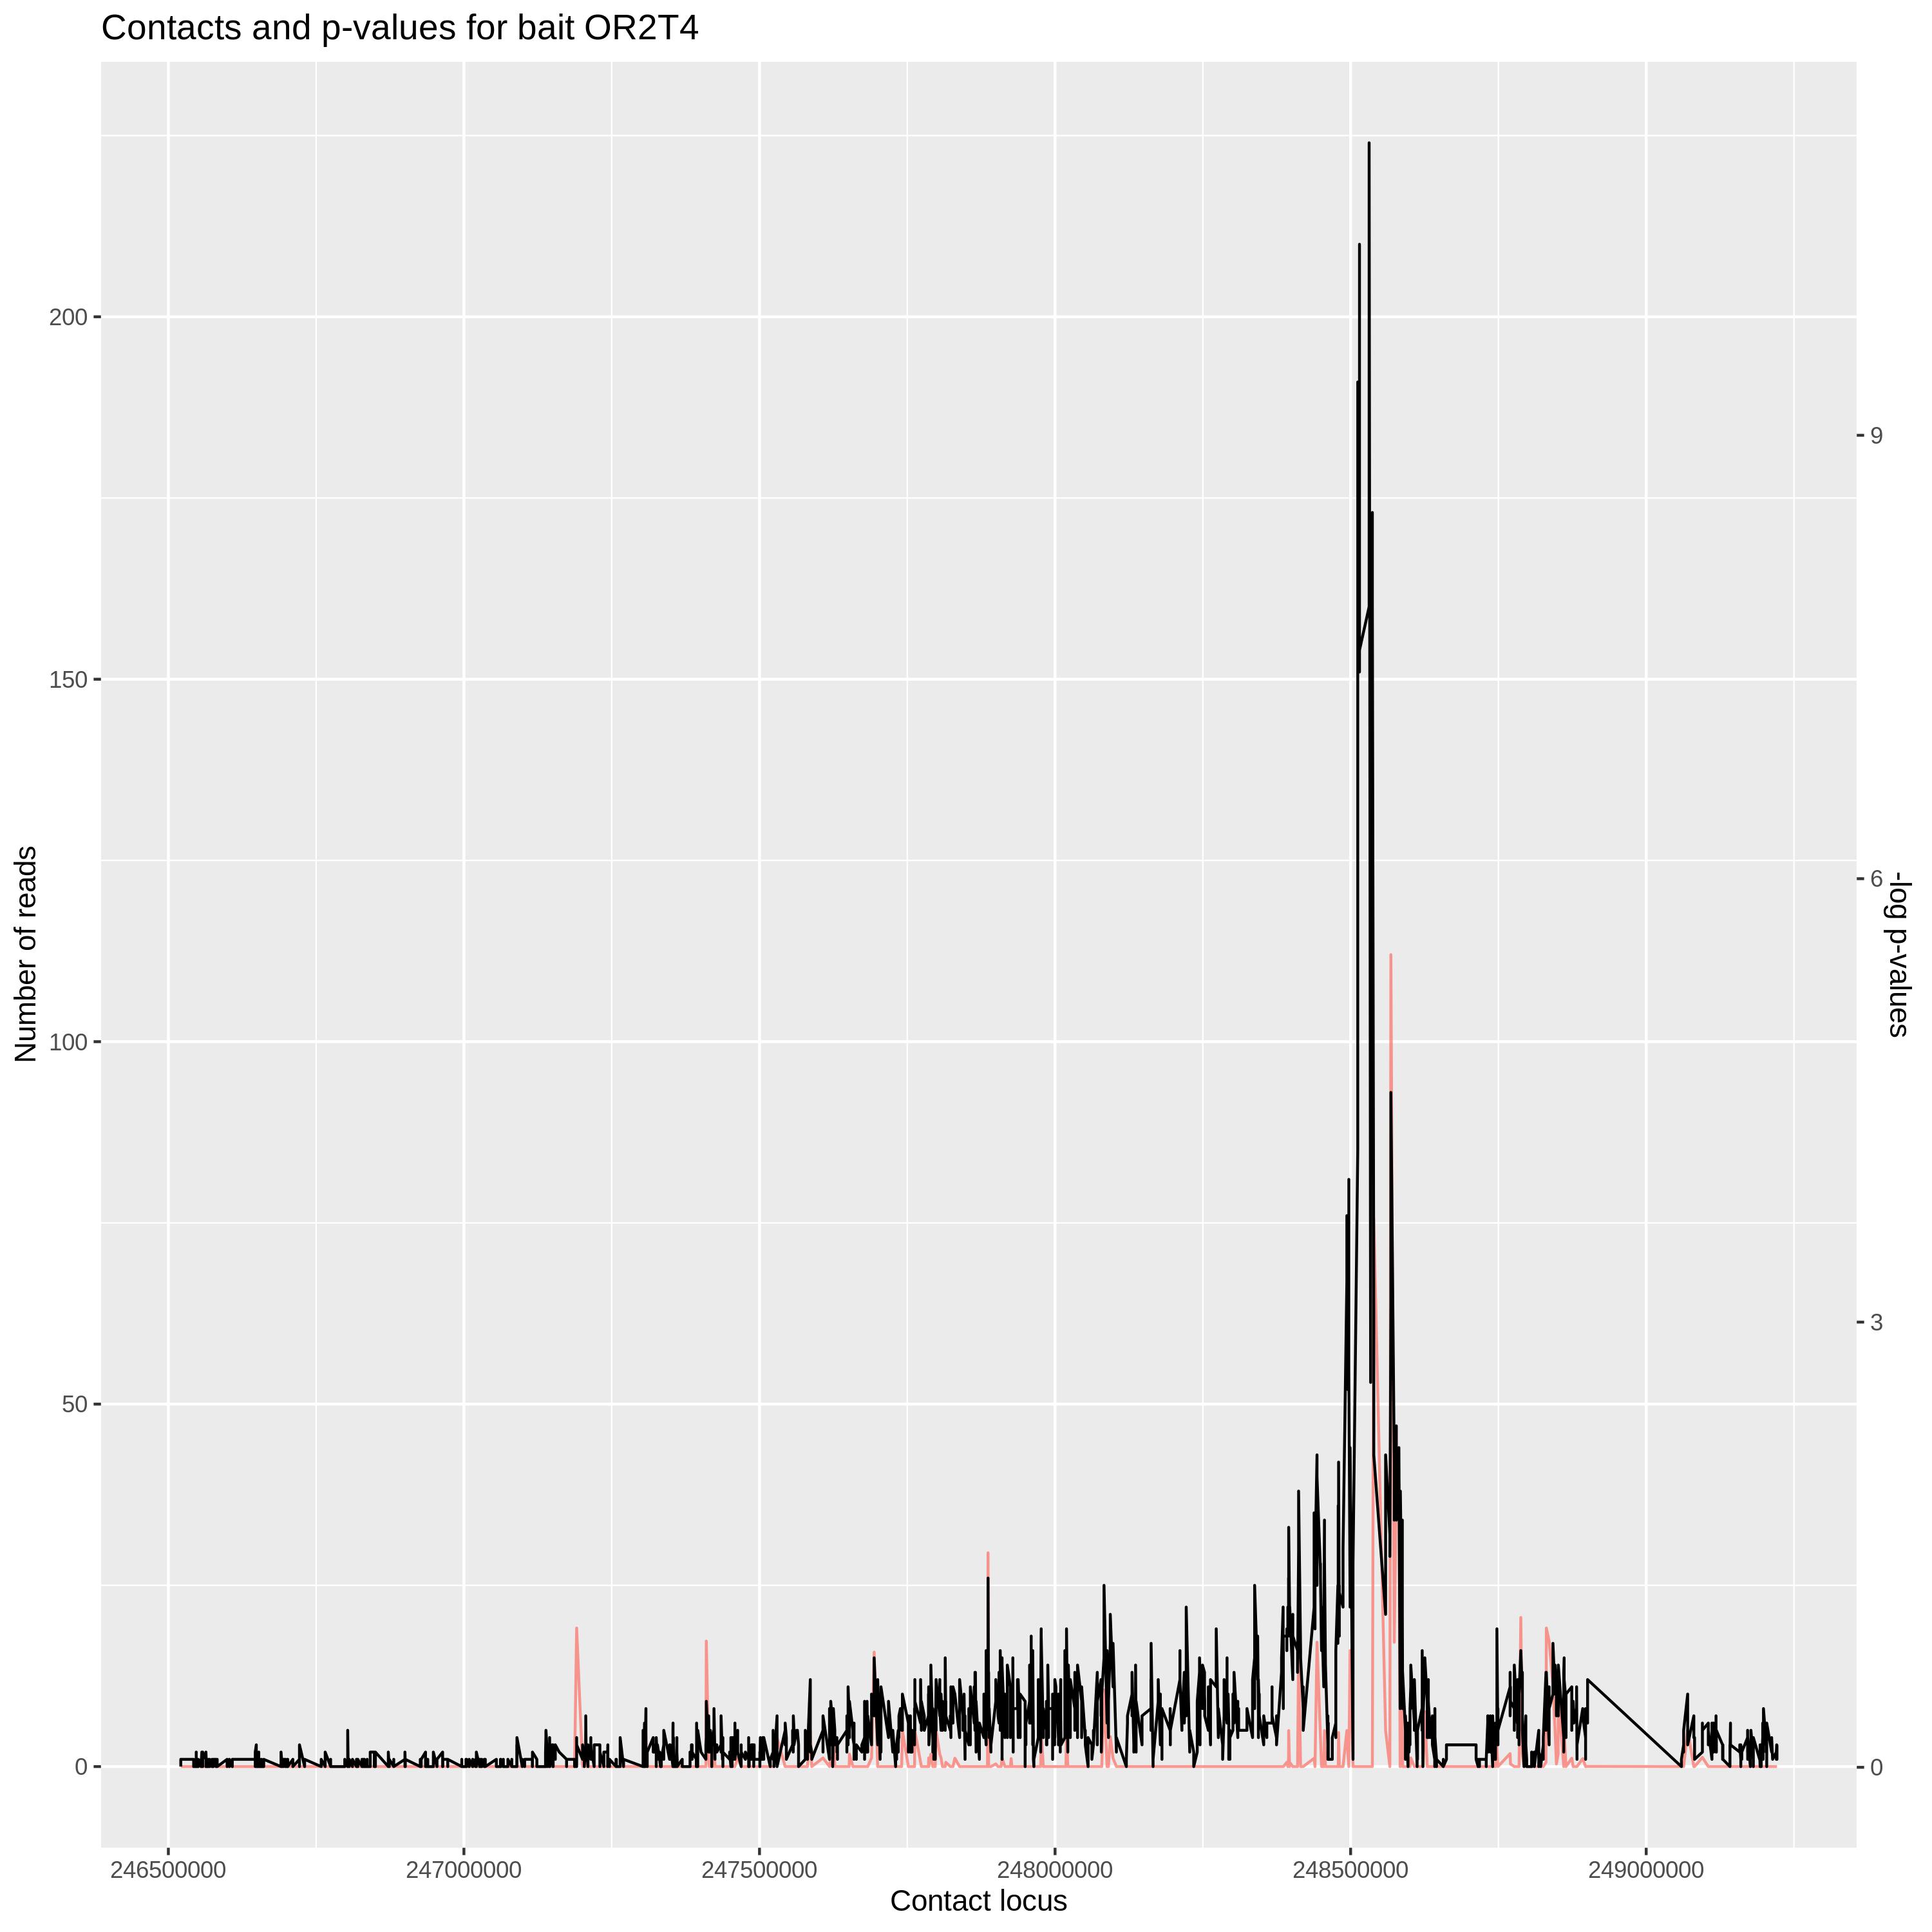 Contacts and p-values for bait OR2T4
Number of reads
200
150
100
50
0
9
6
3
0
-log p-values
246500000 247000000 247500000 248000000 248500000 249000000
Contact locus